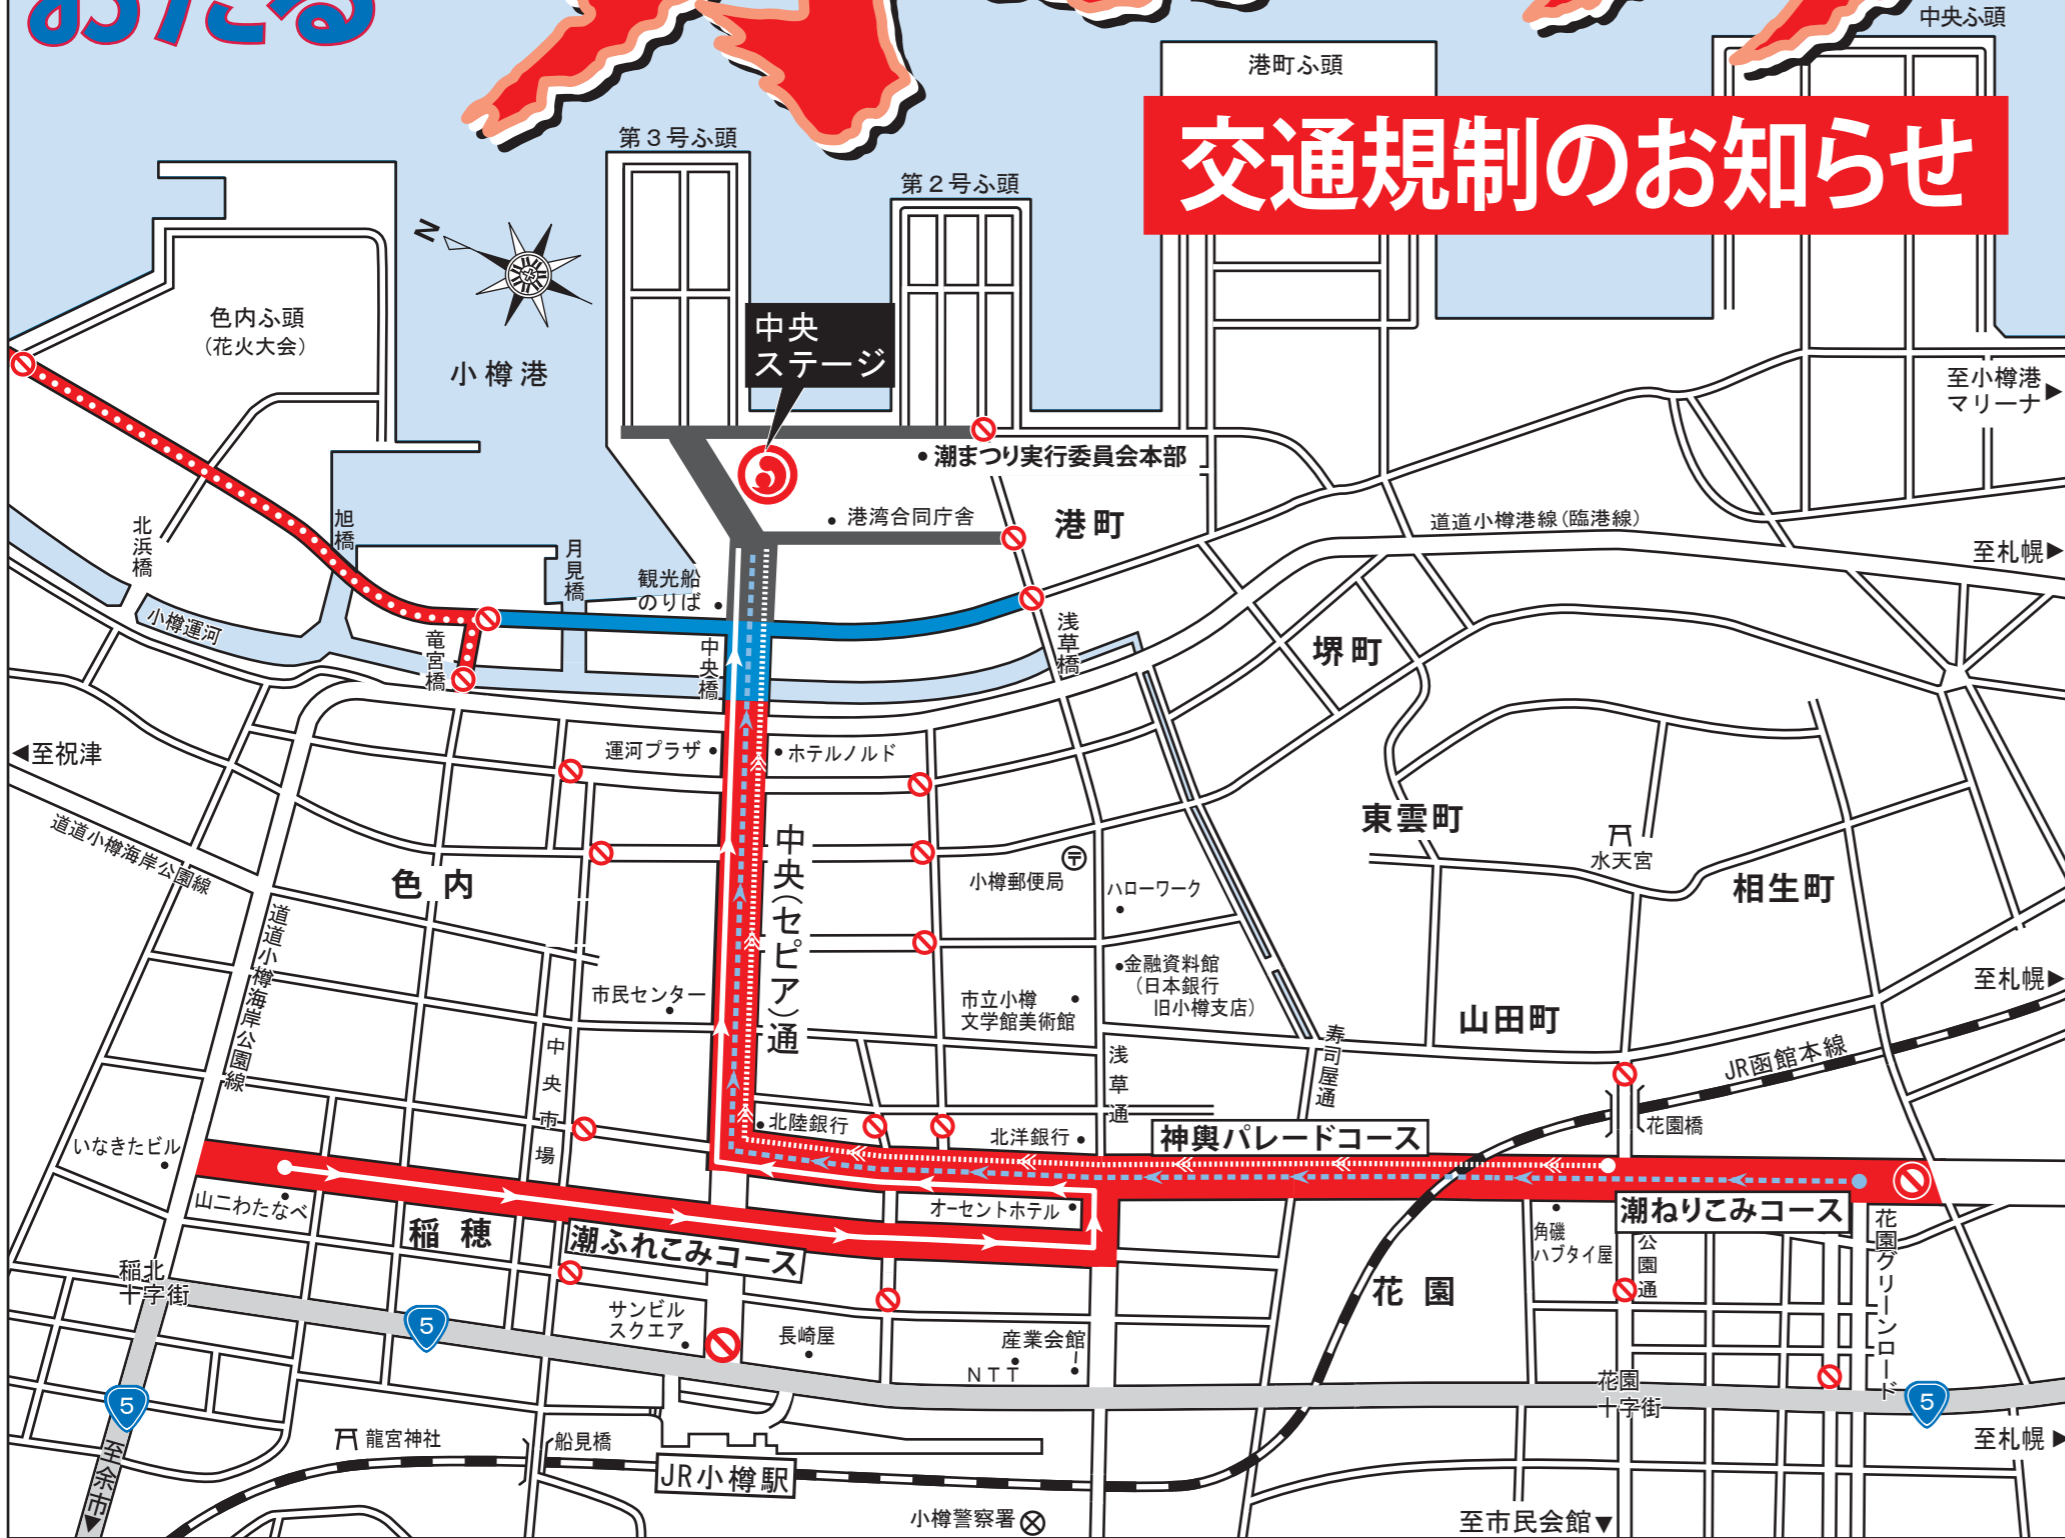 おたる
中央ふ頭
港町ふ頭
交通規制のお知らせ
第3号ふ頭
第2号ふ頭
N
色内ふ頭
(花火大会)
小樽港
中央
ステージ
至小樽港
マリーナ▶
潮まつり実行委員会本部
港湾合同庁舎
港町
道道小樽港線(臨港線)
至札幌▶
北浜橋
旭橋
月見橋
観光船
のりば
小樽運河
竜宮橋
中央橋
浅草橋
堺町
◀至祝津
運河プラザ
ホテルノルド
道道小樽海岸公園線
色内
中央(セピア)通
小樽郵便局
ハローワーク
東雲町
水天宮
相生町
道道小樽海岸公園線
市民センター
金融資料館
(日本銀行
旧小樽支店)
市立小樽
文学館美術館
山田町
至札幌▶
中央市場
浅草通
寿司屋通
JR函館本線
花園橋
いなきたビル
北陸銀行
北洋銀行
神輿パレードコース
山二わたなべ
稲穂
潮ふれこみコース
オーセントホテル
潮ねりこみコース
角磯
ハブタイ屋
公園通
花園グリーンロード
稲北
十字街
5
サンビル
スクエア
長崎屋
産業会館
NTT
花園
花園
十字街
5
5
至余市▶
龍宮神社
船見橋
JR小樽駅
至札幌▶
小樽警察署
至市民会館▼